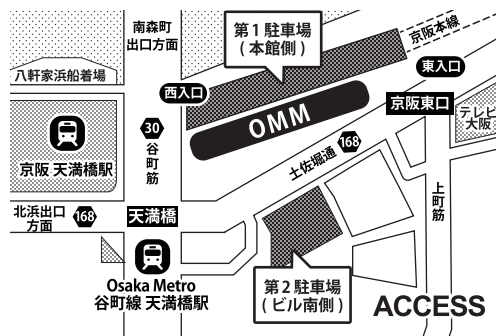 南森町
出口方面
第1駐車場
(本館側)
京阪本線
八軒家浜船着場
西入口
東入口
京阪東口
テレビ
大阪
OMM
30
谷町筋
168
土佐堀通
京阪 天満橋駅
北浜出口
方面
168
天満橋
上町筋
Osaka Metro
谷町線 天満橋駅
第2駐車場
(ビル南側)
ACCESS